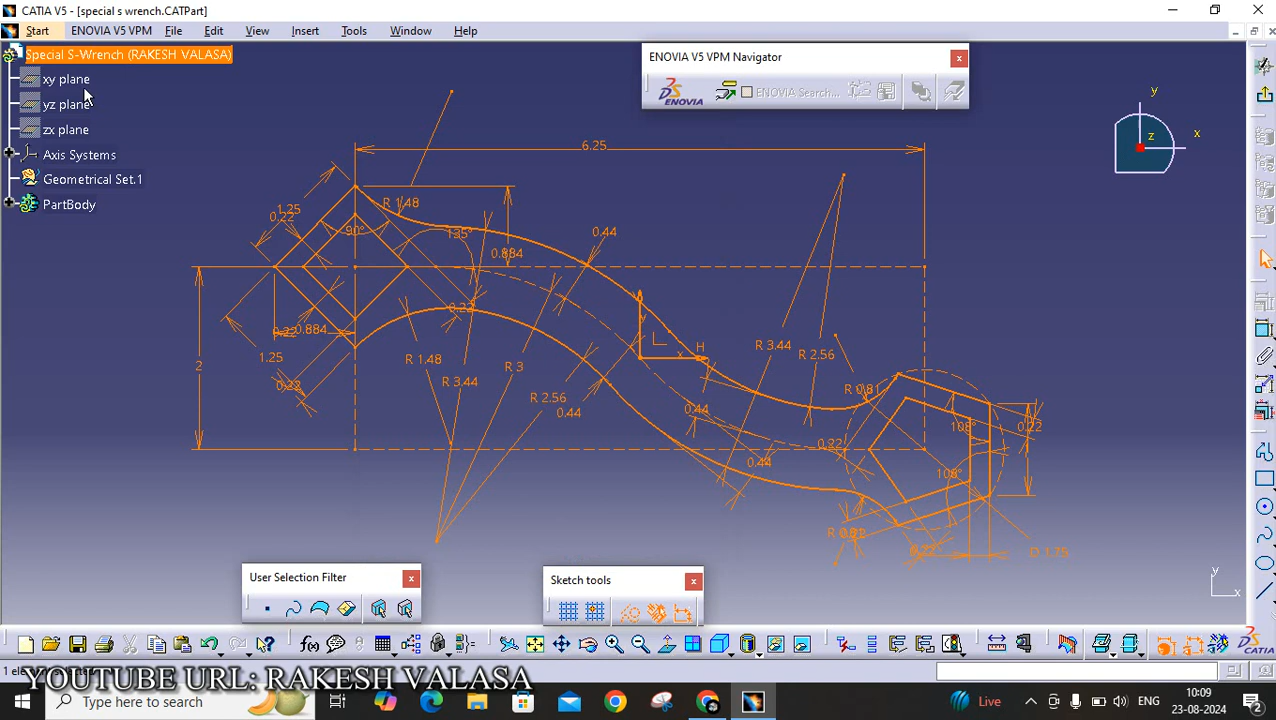 CATIA V5 - [special s wrench.CATPart]
Start ENOVIA V5 VPM File Edit View Insert Tools Window Help
Special S-Wrench (RAKESH VALASA)
xy plane
yz plane
zx plane
Axis Systems
Geometrical Set.1
PartBody
ENOVIA V5 VPM Navigator
ENOVIA
ENOVIA Search...
y
x
z
6.25
1.25
0.22
90°
R 1.48
135°
0.884
0.44
2
0.22
0.884
0.22
1.25
0.22
R 1.48
R 3.44
R 3
R 2.56
0.44
H
x
R 3.44
R 2.56
R 0.81
0.44
0.22
0.44
108°
0.22
108°
D 1.75
y
x
User Selection Filter
Sketch tools
CATIA
YOUTUBE URL: RAKESH VALASA
Type here to search
Live
ENG
10:09
23-08-2024
2